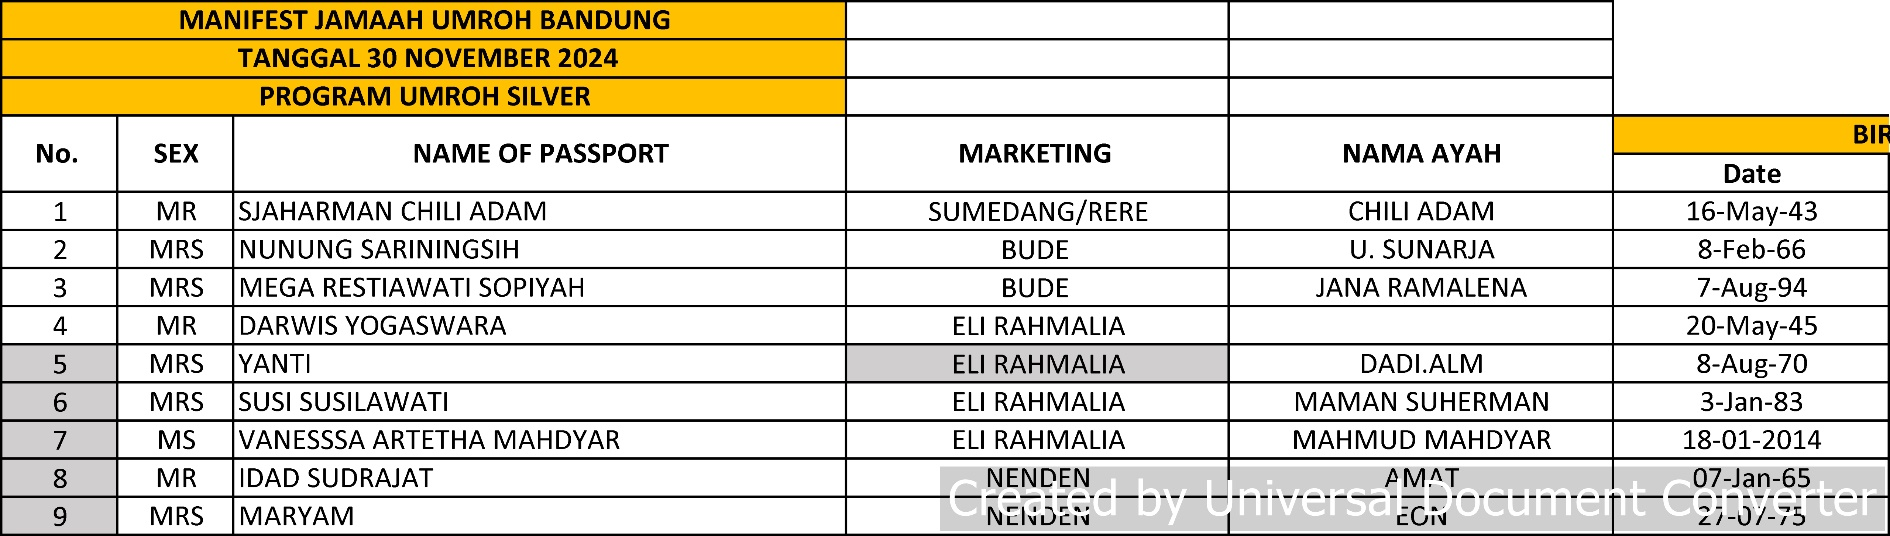 MANIFEST JAMAAH UMROH BANDUNG
TANGGAL 30 NOVEMBER 2024
PROGRAM UMROH SILVER
No. SEX NAME OF PASSPORT MARKETING NAMA AYAH BIR
Date
1 MR SJAHARMAN CHILI ADAM SUMEDANG/RERE CHILI ADAM 16-May-43
2 MRS NUNUNG SARININGSIH BUDE U. SUNARJA 8-Feb-66
3 MRS MEGA RESTIAWATI SOPIYAH BUDE JANA RAMALENA 7-Aug-94
4 MR DARWIS YOGASWARA ELI RAHMALIA 20-May-45
5 MRS YANTI ELI RAHMALIA DADI.ALM 8-Aug-70
6 MRS SUSI SUSILAWATI ELI RAHMALIA MAMAN SUHERMAN 3-Jan-83
7 MS VANESSSA ARTETHA MAHDYAR ELI RAHMALIA MAHMUD MAHDYAR 18-01-2014
8 MR IDAD SUDRAJAT NENDEN AMAT 07-Jan-65
Created by Universal Document Converter
9 MRS MARYAM NENDEN EON 27-07-75